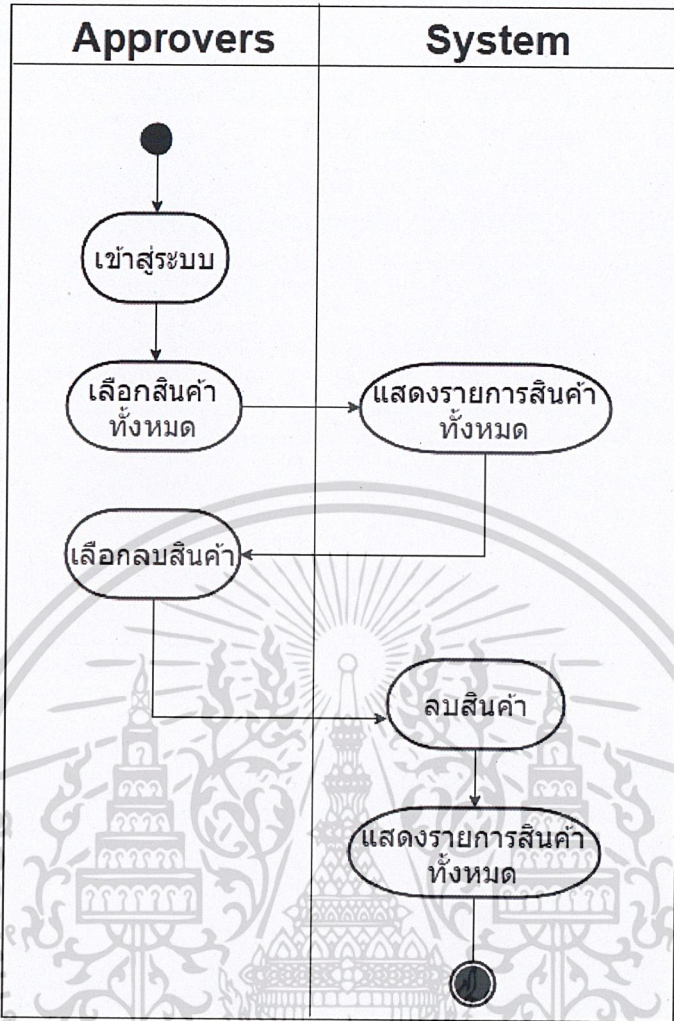 Approvers
System
เข้าสู่ระบบ
เลือกสินค้า
ทั้งหมด
แสดงรายการสินค้า
ทั้งหมด
เลือกลบสินค้า
ลบสินค้า
แสดงรายการสินค้า
ทั้งหมด